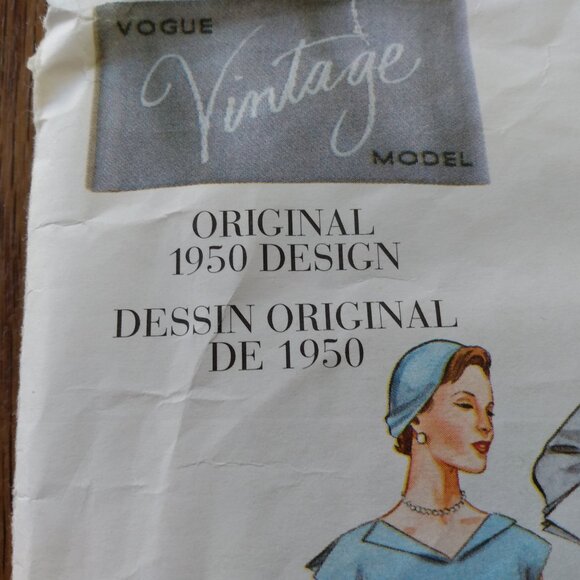 VOGUE
Vintage
MODEL
ORIGINAL
1950 DESIGN
DESSIN ORIGINAL
DE 1950